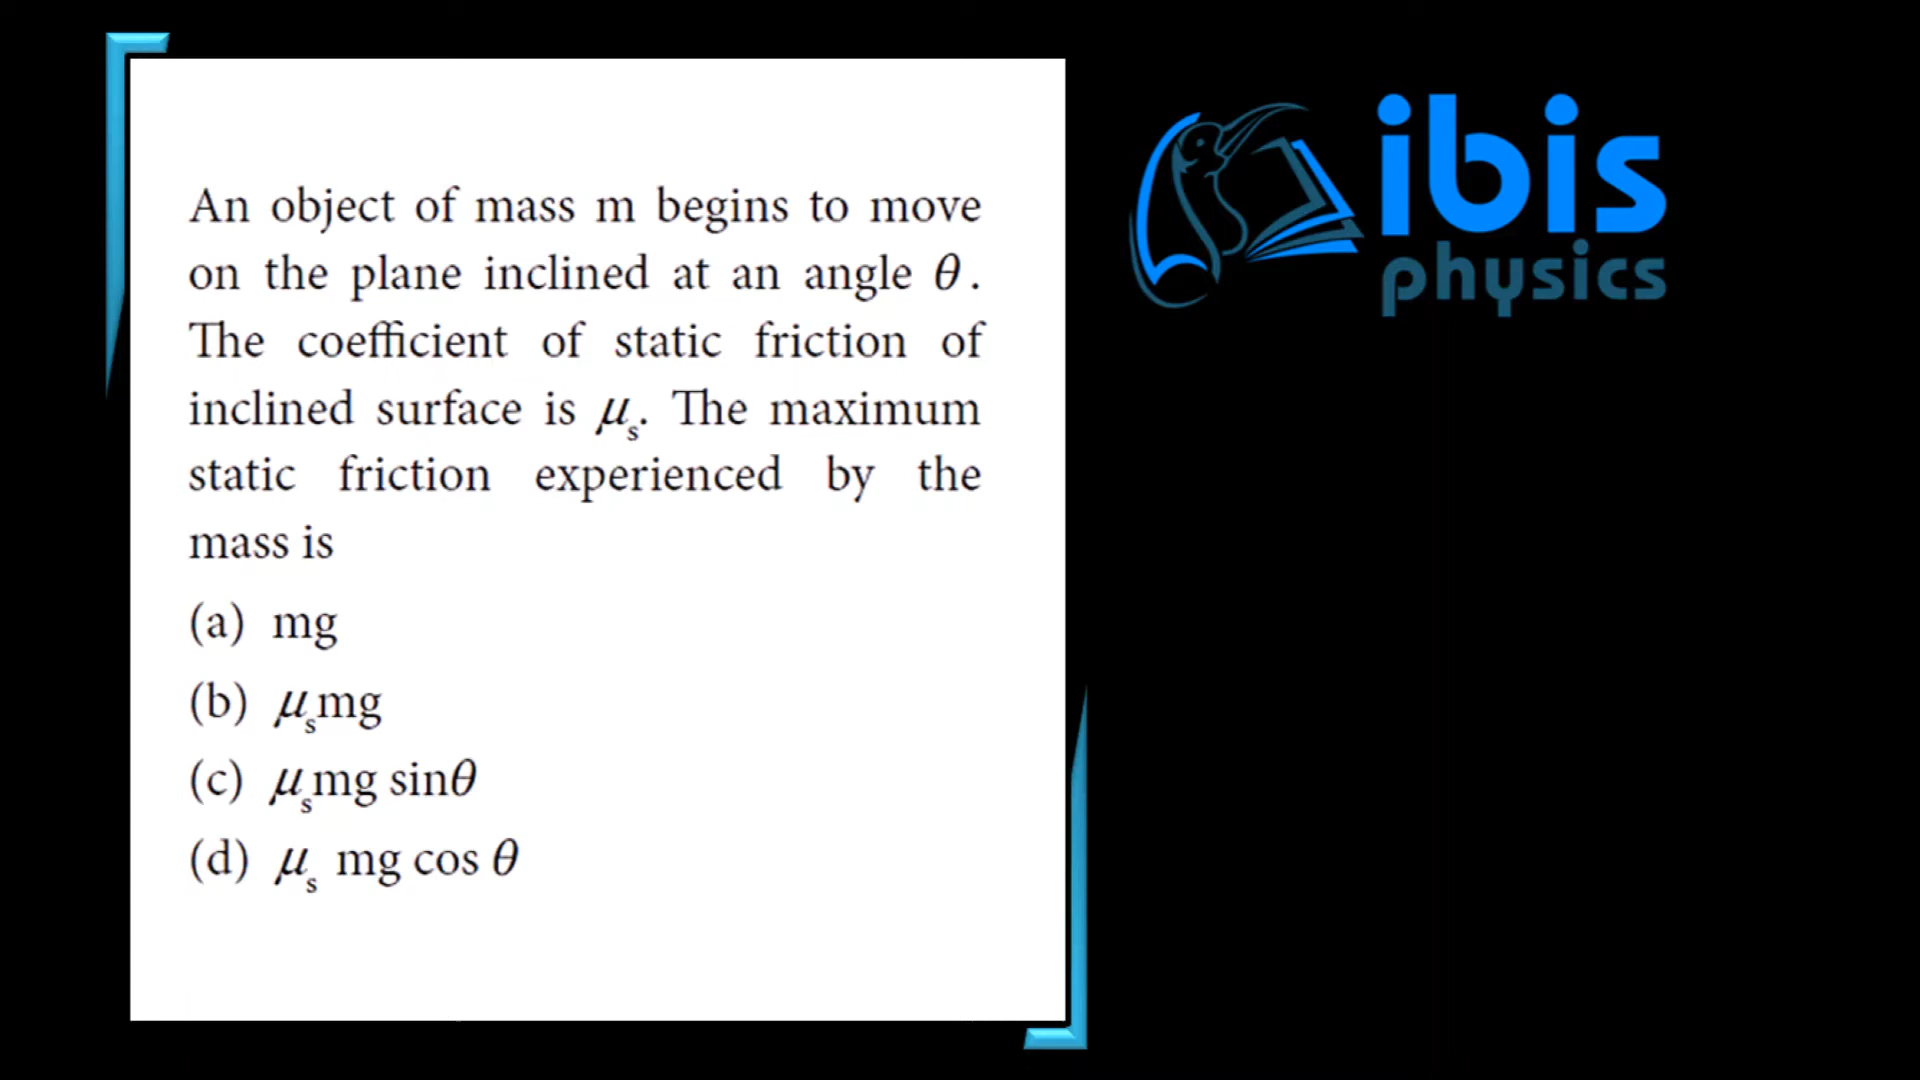 An object of mass m begins to move
on the plane inclined at an angle θ.
The coefficient of static friction of
inclined surface is μₛ. The maximum
static friction experienced by the
mass is
(a) mg
(b) μₛmg
(c) μₛmg sinθ
(d) μₛ mg cos θ
ibis
physics